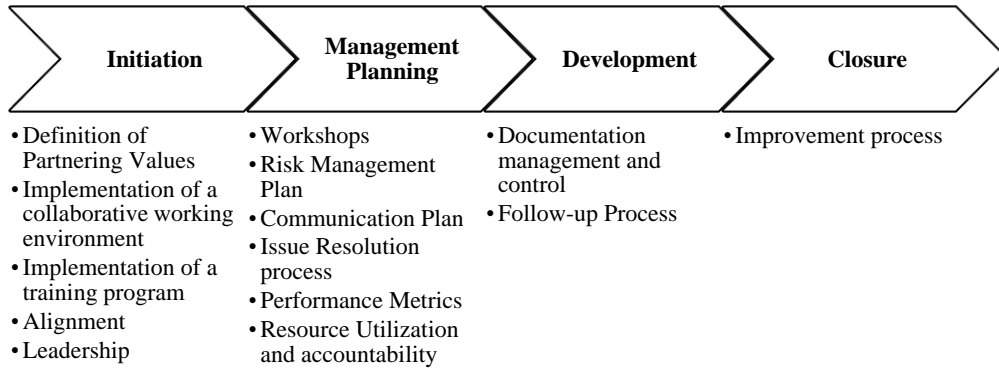 Initiation
Management
Planning
Development
Closure
• Definition of
Partnering Values
• Implementation of a
collaborative working
environment
• Implementation of a
training program
• Alignment
• Leadership
• Workshops
• Risk Management
Plan
• Communication Plan
• Issue Resolution
process
• Performance Metrics
• Resource Utilization
and accountability
• Documentation
management and
control
• Follow-up Process
• Improvement process